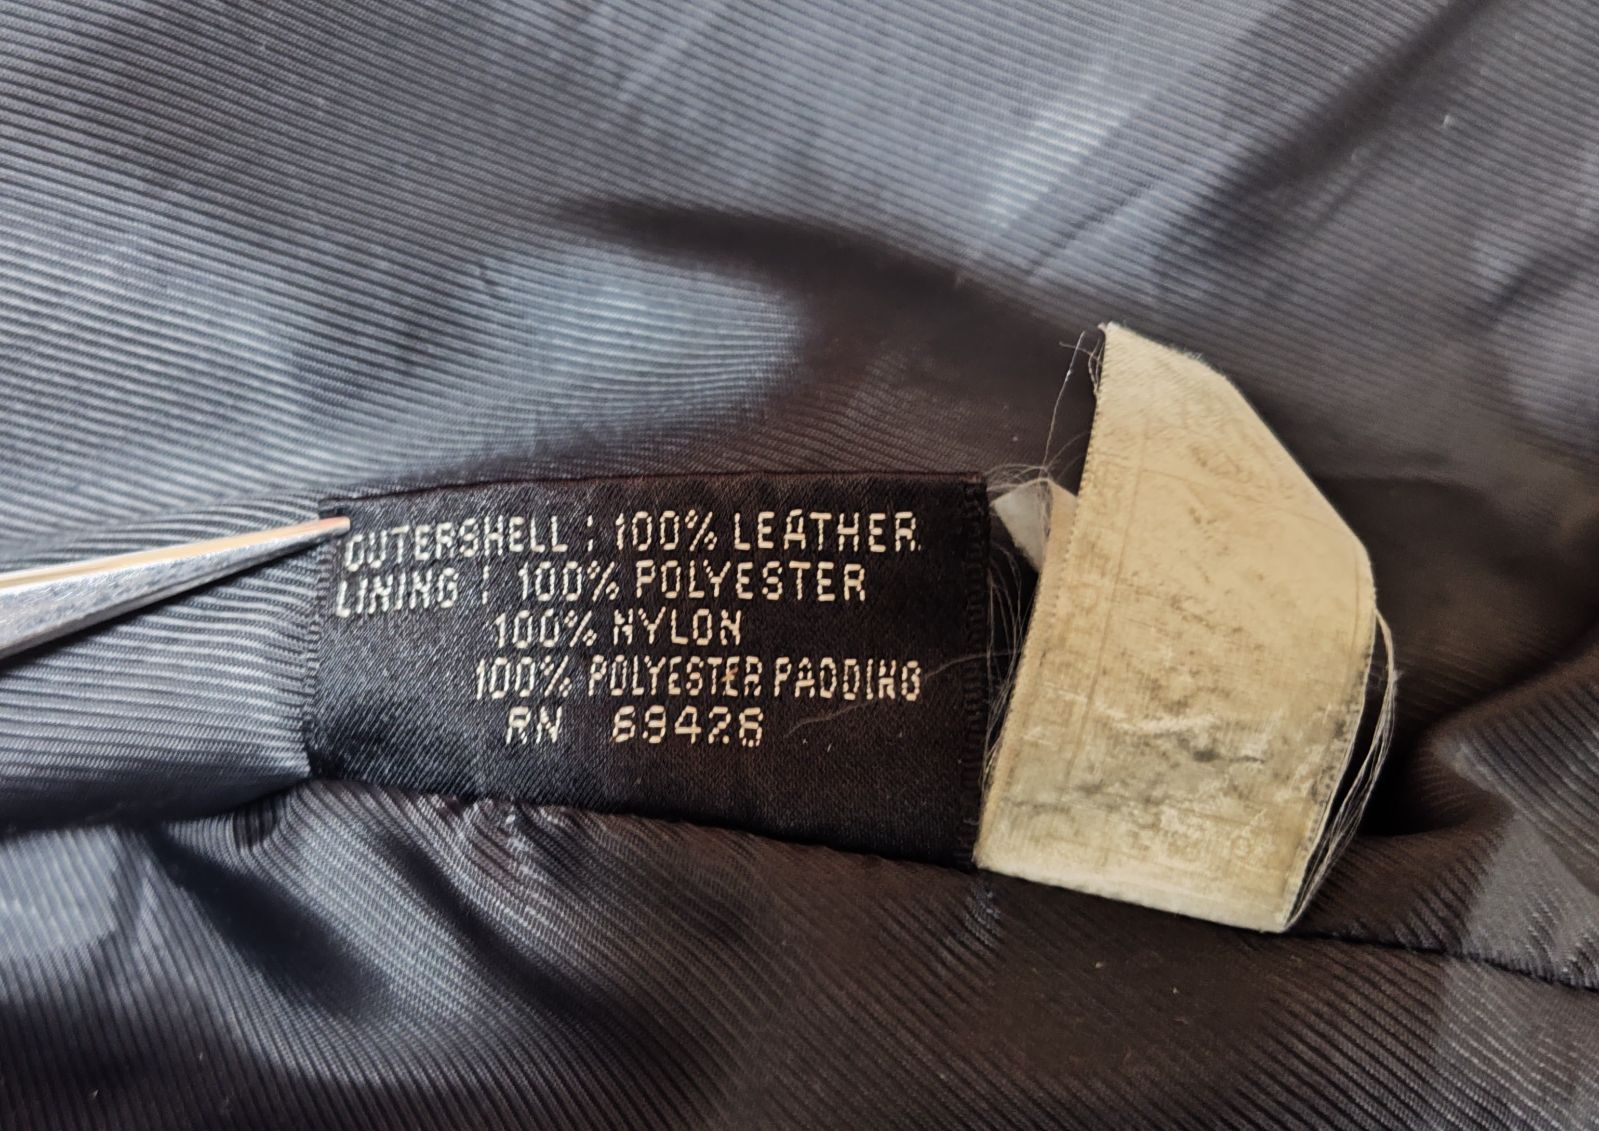 OUTERSHELL : 100% LEATHER
LINING : 100% POLYESTER
100% NYLON
100% POLYESTER PADDING
RN 69426